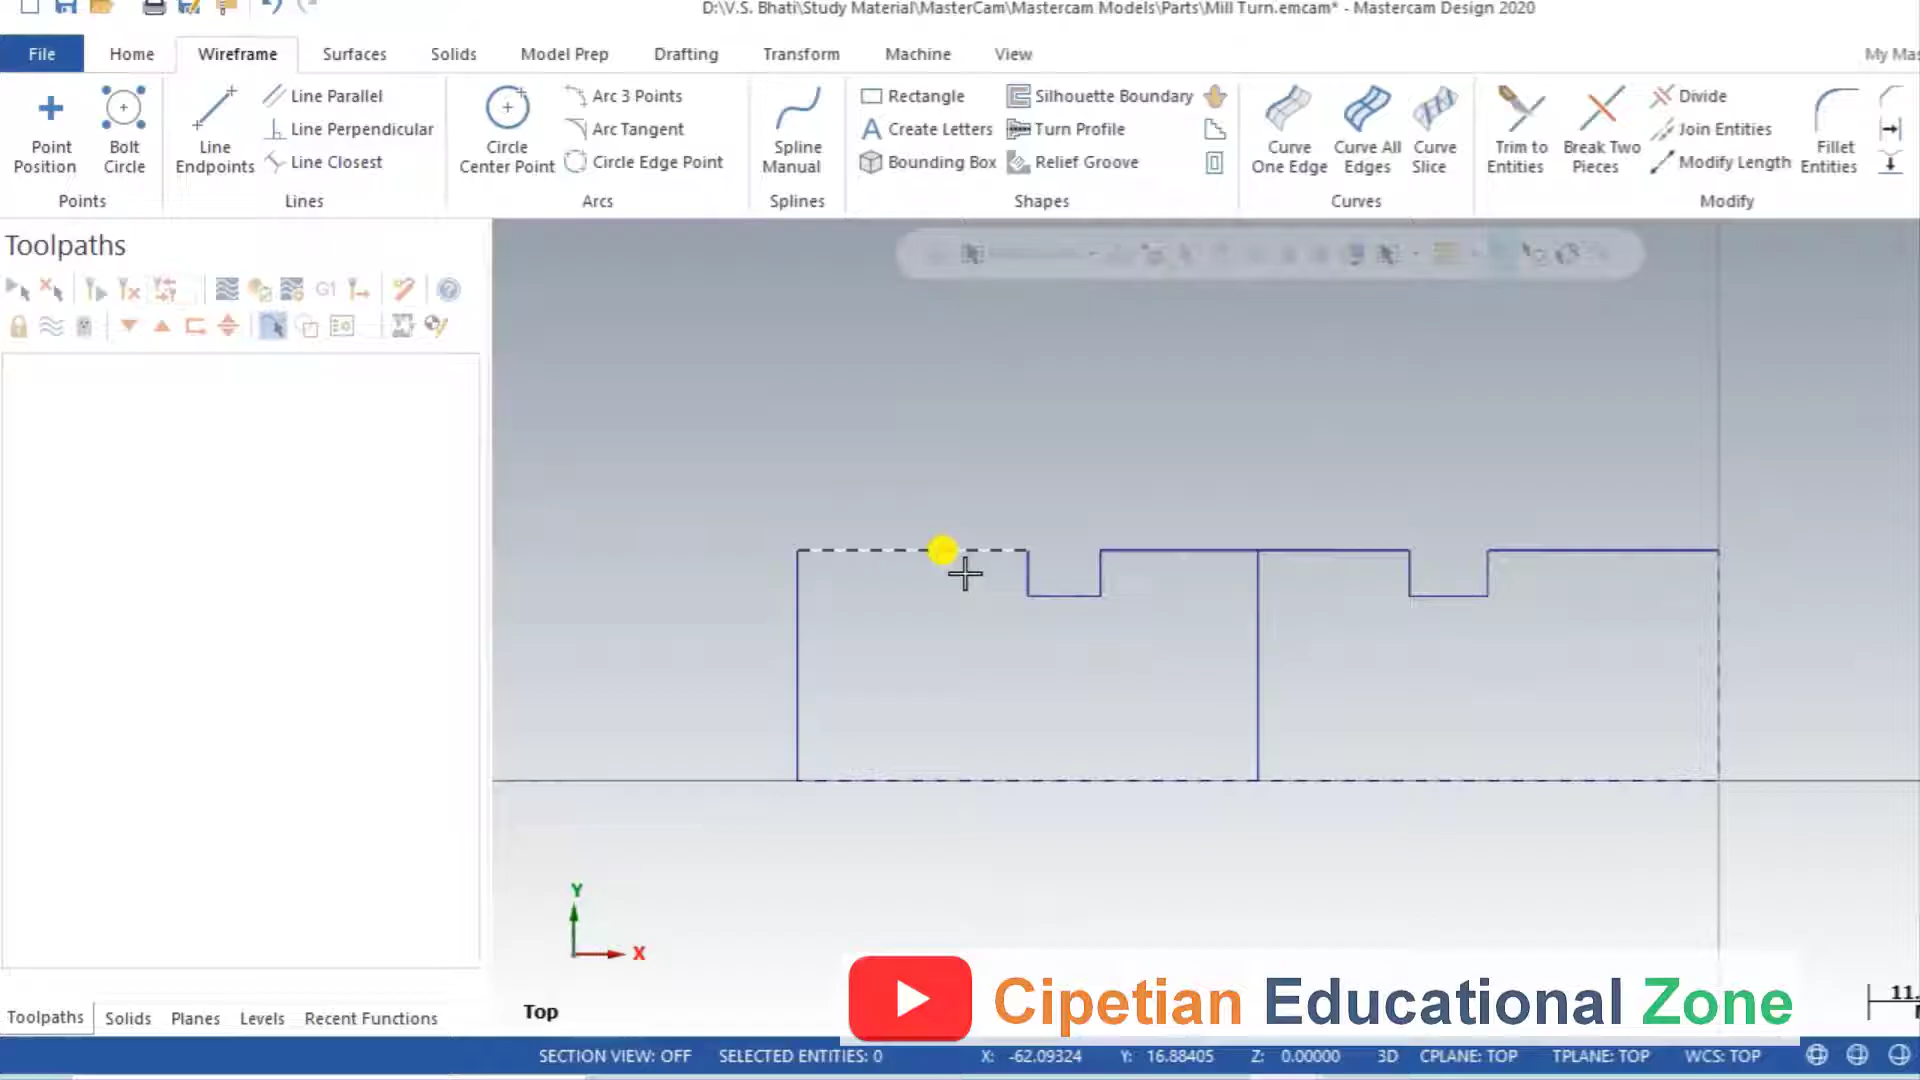 D:\V.S. Bhati\Study Material\MasterCam\Mastercam Models\Parts\Mill Turn.emcam* - Mastercam Design 2020
File Home Wireframe Surfaces Solids Model Prep Drafting Transform Machine View My Mas
Point Position
Bolt Circle
Points
Line Endpoints
Line Parallel
Line Perpendicular
Line Closest
Lines
Circle Center Point
Arc 3 Points
Arc Tangent
Circle Edge Point
Arcs
Spline Manual
Splines
Rectangle
Create Letters
Bounding Box
Silhouette Boundary
Turn Profile
Relief Groove
Shapes
Curve One Edge
Curve All Edges
Curve Slice
Curves
Trim to Entities
Break Two Pieces
Divide
Join Entities
Modify Length
Fillet Entities
Modify
Toolpaths
G1
Y
X
Top
11.
Cipetian Educational Zone
Toolpaths Solids Planes Levels Recent Functions
SECTION VIEW: OFF SELECTED ENTITIES: 0 X: -62.09324 Y: 16.88405 Z: 0.00000 3D CPLANE: TOP TPLANE: TOP WCS: TOP